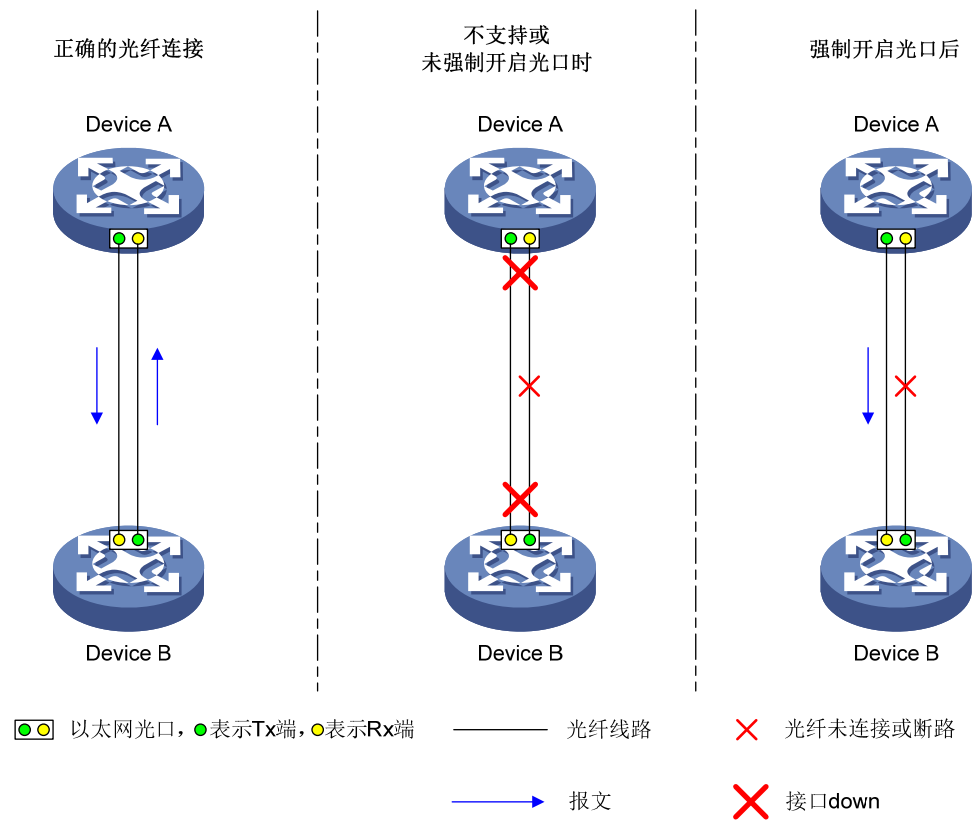 正确的光纤连接
不支持或
未强制开启光口时
强制开启光口后
Device A
Device A
Device A
Device B
Device B
Device B
以太网光口，表示Tx端，表示Rx端
光纤线路
光纤未连接或断路
报文
接口down